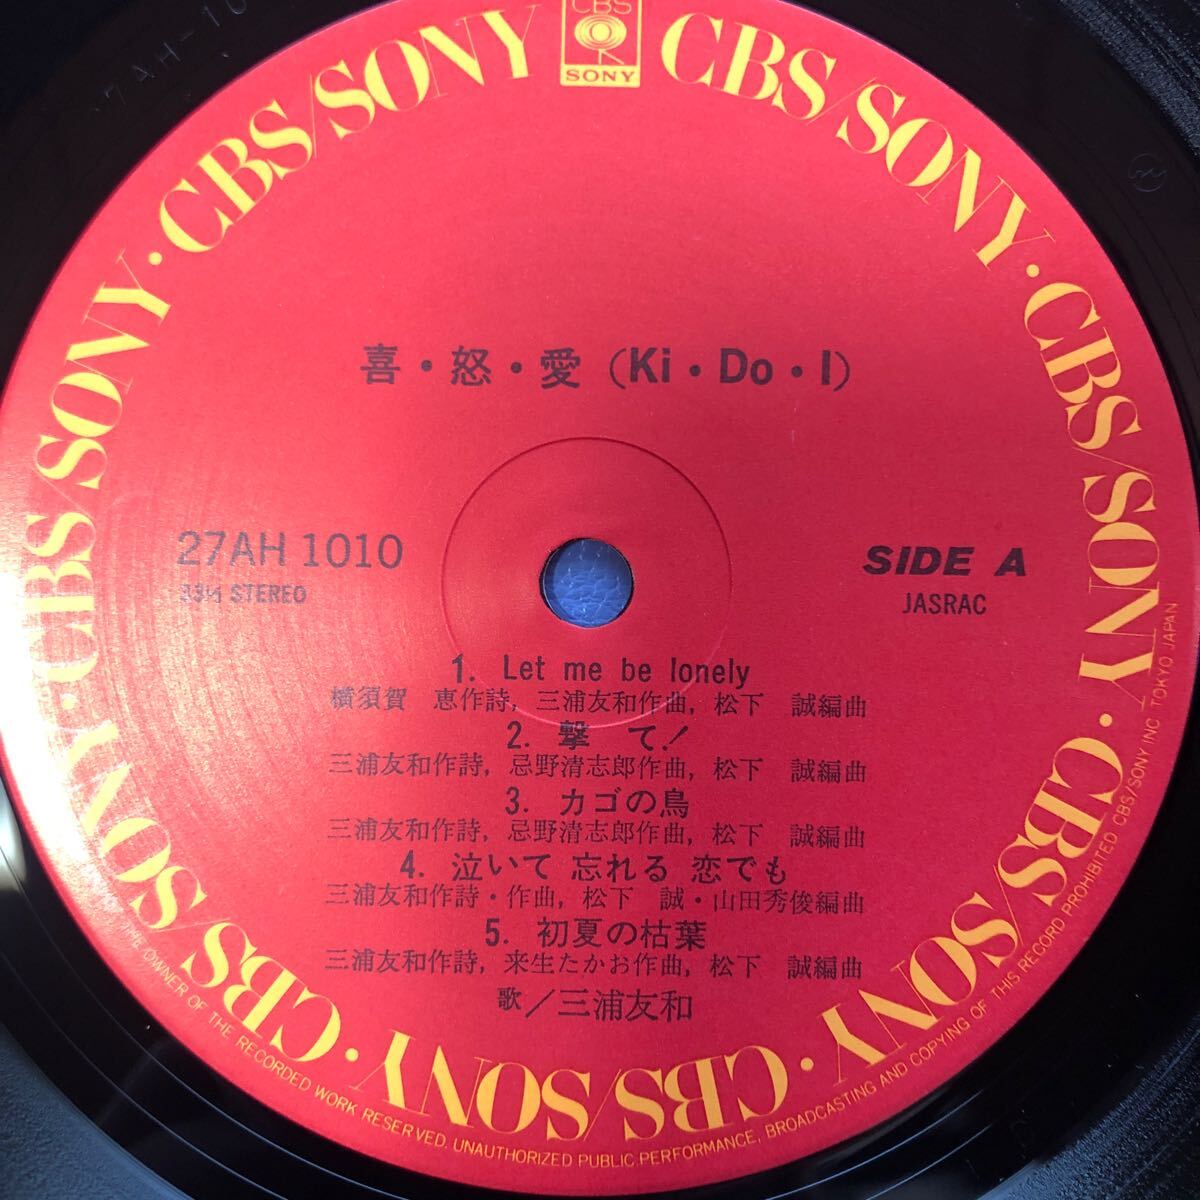 CBS
SONY
CBS/SONY · CBS/SONY · CBS/SONY · CBS/SONY · CBS/SONY · CBS/SONY · CBS/SONY · CBS/SONY · CBS/SONY · CBS/SONY
喜・怒・愛 (Ki・Do・I)
27AH 1010
33⅓ STEREO
SIDE A
JASRAC
1. Let me be lonely
横須賀 恵作詩, 三浦友和作曲, 松下 誠編曲
2. 撃て!
三浦友和作詩, 忌野清志郎作曲, 松下 誠編曲
3. カゴの鳥
三浦友和作詩, 忌野清志郎作曲, 松下 誠編曲
4. 泣いて 忘れる 恋でも
三浦友和作詩・作曲, 松下 誠・山田秀俊編曲
5. 初夏の枯葉
三浦友和作詩, 来生たかお作曲, 松下 誠編曲
歌/三浦友和
THE OWNER OF THE RECORDED WORK RESERVED. UNAUTHORIZED PUBLIC PERFORMANCE, BROADCASTING AND COPYING OF THIS RECORD PROHIBITED CBS/SONY INC TOKYO JAPAN